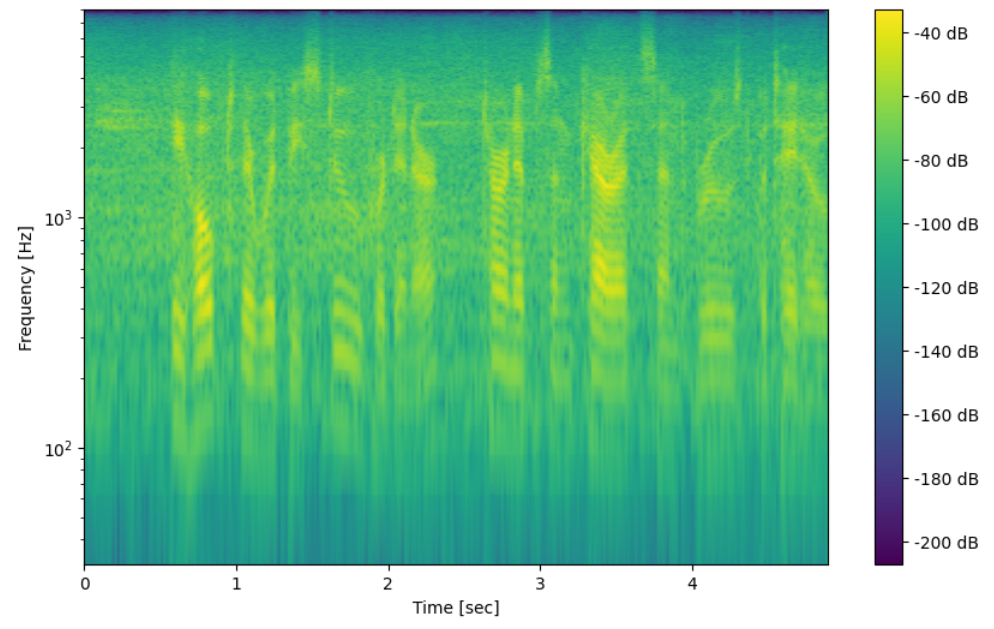 -40 dB
-60 dB
-80 dB
-100 dB
-120 dB
-140 dB
-160 dB
-180 dB
-200 dB
10³
10²
Frequency [Hz]
0 1 2 3 4
Time [sec]